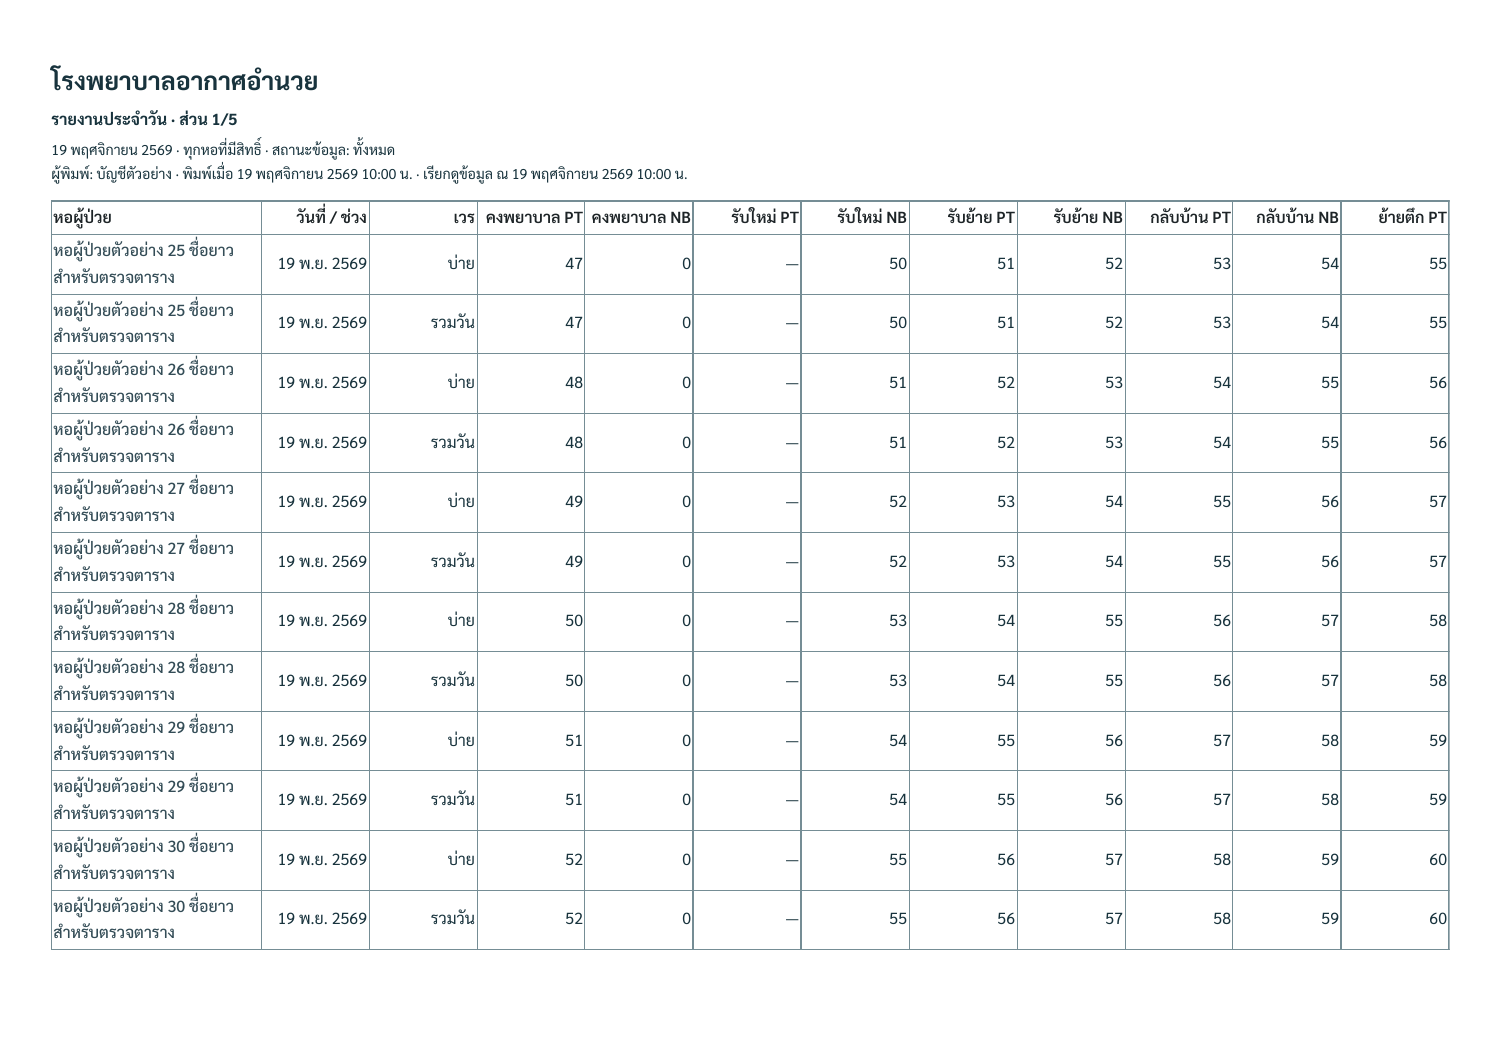 โรงพยาบาลอากาศอำนวย
รายงานประจำวัน · ส่วน 1/5
19 พฤศจิกายน 2569 · ทุกหอที่มีสิทธิ์ · สถานะข้อมูล: ทั้งหมด
ผู้พิมพ์: บัญชีตัวอย่าง · พิมพ์เมื่อ 19 พฤศจิกายน 2569 10:00 น. · เรียกดูข้อมูล ณ 19 พฤศจิกายน 2569 10:00 น.
หอผู้ป่วย วันที่ / ช่วง เวร คงพยาบาล PT คงพยาบาล NB รับใหม่ PT รับใหม่ NB รับย้าย PT รับย้าย NB กลับบ้าน PT กลับบ้าน NB ย้ายตึก PT
หอผู้ป่วยตัวอย่าง 25 ชื่อยาว
สำหรับตรวจตาราง 19 พ.ย. 2569 บ่าย 47 0 — 50 51 52 53 54 55
หอผู้ป่วยตัวอย่าง 25 ชื่อยาว
สำหรับตรวจตาราง 19 พ.ย. 2569 รวมวัน 47 0 — 50 51 52 53 54 55
หอผู้ป่วยตัวอย่าง 26 ชื่อยาว
สำหรับตรวจตาราง 19 พ.ย. 2569 บ่าย 48 0 — 51 52 53 54 55 56
หอผู้ป่วยตัวอย่าง 26 ชื่อยาว
สำหรับตรวจตาราง 19 พ.ย. 2569 รวมวัน 48 0 — 51 52 53 54 55 56
หอผู้ป่วยตัวอย่าง 27 ชื่อยาว
สำหรับตรวจตาราง 19 พ.ย. 2569 บ่าย 49 0 — 52 53 54 55 56 57
หอผู้ป่วยตัวอย่าง 27 ชื่อยาว
สำหรับตรวจตาราง 19 พ.ย. 2569 รวมวัน 49 0 — 52 53 54 55 56 57
หอผู้ป่วยตัวอย่าง 28 ชื่อยาว
สำหรับตรวจตาราง 19 พ.ย. 2569 บ่าย 50 0 — 53 54 55 56 57 58
หอผู้ป่วยตัวอย่าง 28 ชื่อยาว
สำหรับตรวจตาราง 19 พ.ย. 2569 รวมวัน 50 0 — 53 54 55 56 57 58
หอผู้ป่วยตัวอย่าง 29 ชื่อยาว
สำหรับตรวจตาราง 19 พ.ย. 2569 บ่าย 51 0 — 54 55 56 57 58 59
หอผู้ป่วยตัวอย่าง 29 ชื่อยาว
สำหรับตรวจตาราง 19 พ.ย. 2569 รวมวัน 51 0 — 54 55 56 57 58 59
หอผู้ป่วยตัวอย่าง 30 ชื่อยาว
สำหรับตรวจตาราง 19 พ.ย. 2569 บ่าย 52 0 — 55 56 57 58 59 60
หอผู้ป่วยตัวอย่าง 30 ชื่อยาว
สำหรับตรวจตาราง 19 พ.ย. 2569 รวมวัน 52 0 — 55 56 57 58 59 60